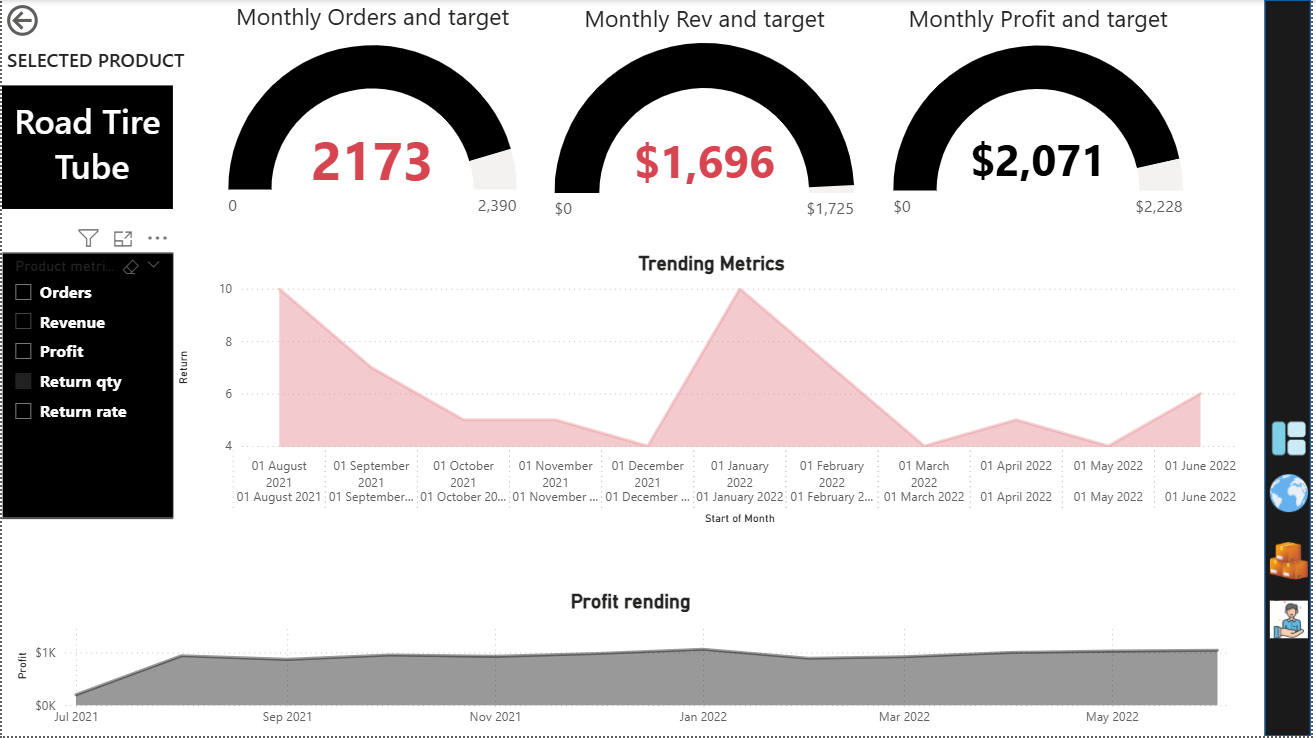 Monthly Orders and target
Monthly Rev and target
Monthly Profit and target
SELECTED PRODUCT
Road Tire
Tube
2173
$1,696
$2,071
0
2,390
$0
$1,725
$0
$2,228
Product metri...
Orders
Revenue
Profit
Return qty
Return rate
Trending Metrics
Return
10
8
6
4
01 August 2021
01 September 2021
01 October 2021
01 November 2021
01 December 2021
01 January 2022
01 February 2022
01 March 2022
01 April 2022
01 May 2022
01 June 2022
01 August 2021
01 September...
01 October 20...
01 November ...
01 December ...
01 January 2022
01 February 2...
01 March 2022
01 April 2022
01 May 2022
01 June 2022
Start of Month
Profit rending
Profit
$1K
$0K
Jul 2021
Sep 2021
Nov 2021
Jan 2022
Mar 2022
May 2022